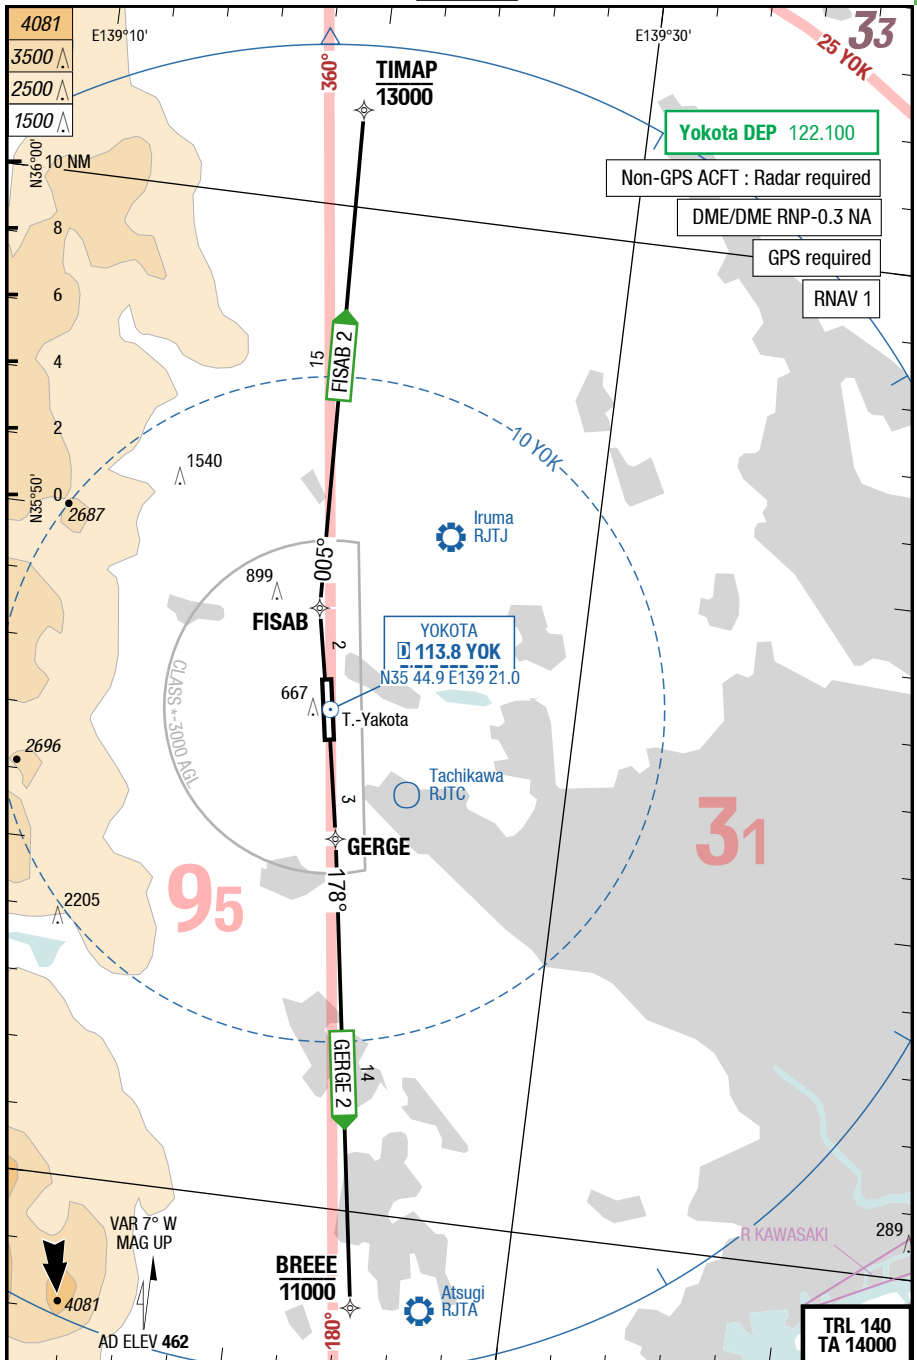 4081
3500
2500
1500
E139°10'
360°
TIMAP
13000
E139°30'
33
25 YOK
Yokota DEP 122.100
Non-GPS ACFT : Radar required
DME/DME RNP-0.3 NA
GPS required
RNAV 1
N36°00'
10 NM
8
6
4
2
0
N35°50'
15
FISAB 2
10 YOK
1540
2687
Iruma
RJTJ
005°
899
FISAB
2
YOKOTA
D 113.8 YOK
N35 44.9 E139 21.0
667
T.-Yakota
CLASS *-3000 AGL
2696
Tachikawa
RJTC
3
GERGE
31
178°
95
2205
GERGE 2
14
VAR 7° W
MAG UP
R KAWASAKI
289
BREEE
11000
4081
Atsugi
RJTA
180°
AD ELEV 462
TRL 140
TA 14000